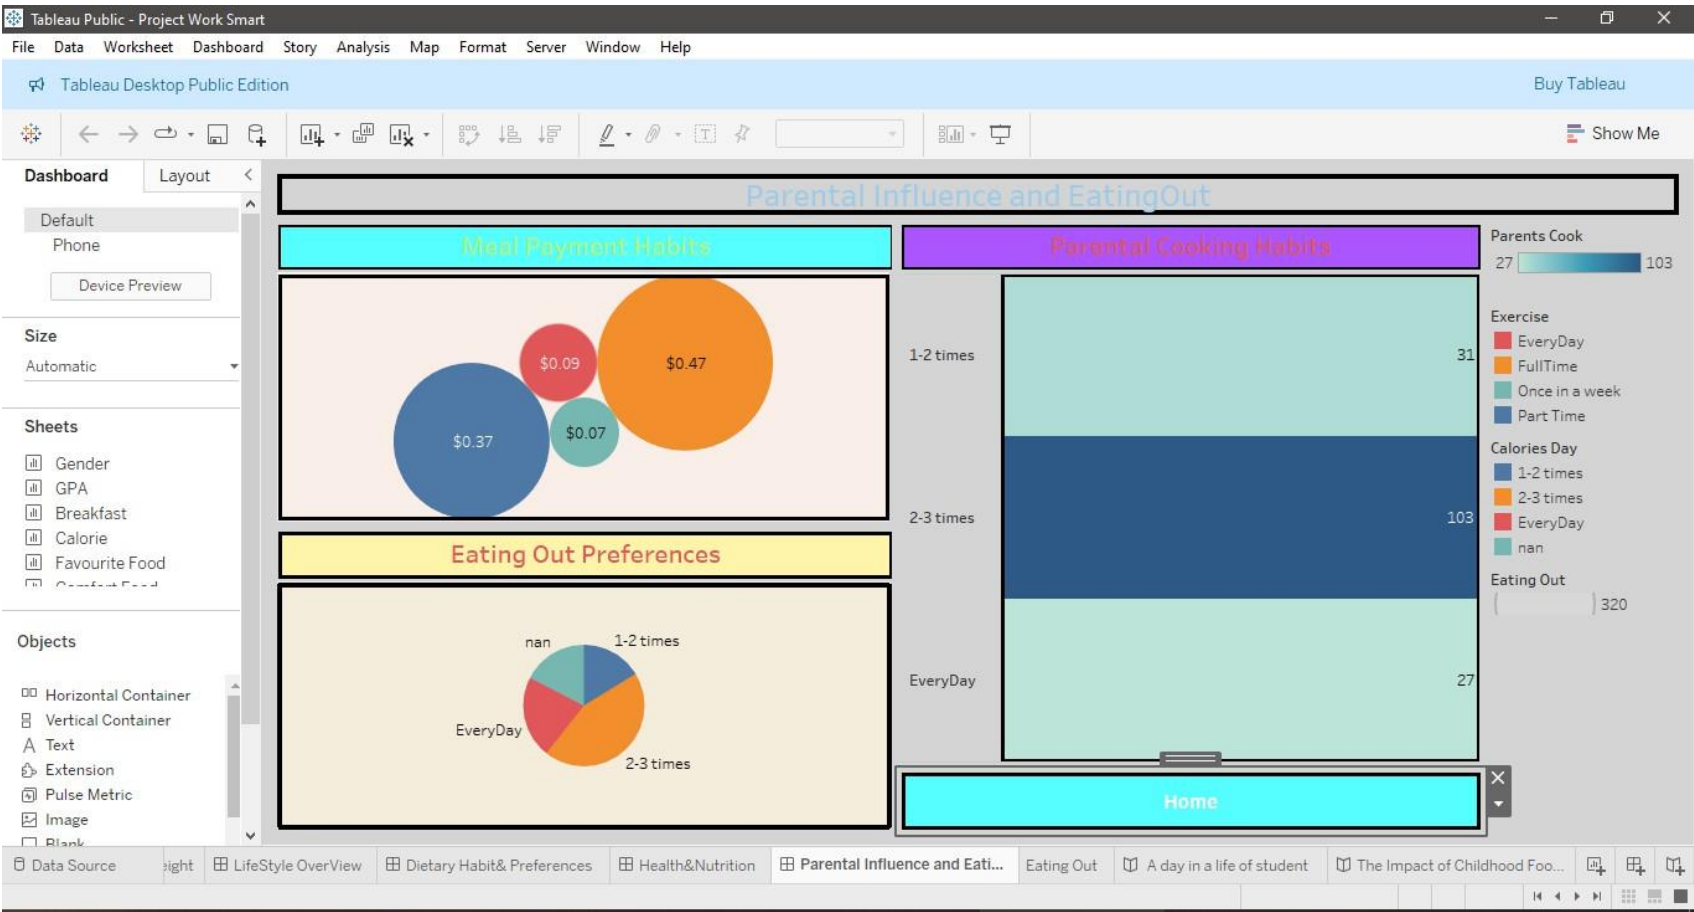 Tableau Public - Project Work Smart
File Data Worksheet Dashboard Story Analysis Map Format Server Window Help
Tableau Desktop Public Edition
Buy Tableau
Show Me
Dashboard
Layout
Default
Phone
Device Preview
Size
Automatic
Sheets
Gender
GPA
Breakfast
Calorie
Favourite Food
Comfort Food
Objects
Horizontal Container
Vertical Container
Text
Extension
Pulse Metric
Image
Blank
Parental Influence and EatingOut
Meal Payment Habits
$0.09
$0.47
$0.37
$0.07
Eating Out Preferences
nan
1-2 times
EveryDay
2-3 times
Parental Cooking Habits
1-2 times
31
2-3 times
103
EveryDay
27
Home
Parents Cook
27
103
Exercise
EveryDay
FullTime
Once in a week
Part Time
Calories Day
1-2 times
2-3 times
EveryDay
nan
Eating Out
320
Data Source
eight
LifeStyle OverView
Dietary Habit& Preferences
Health&Nutrition
Parental Influence and Eati...
Eating Out
A day in a life of student
The Impact of Childhood Foo...